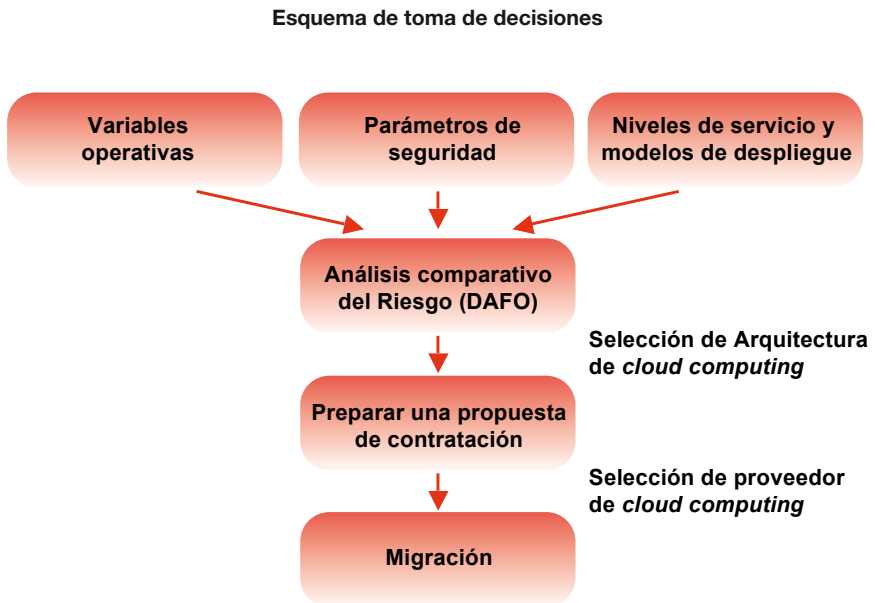 Esquema de toma de decisiones
Variables
operativas
Parámetros de
seguridad
Niveles de servicio y
modelos de despliegue
Análisis comparativo
del Riesgo (DAFO)
Selección de Arquitectura
de cloud computing
Preparar una propuesta
de contratación
Selección de proveedor
de cloud computing
Migración